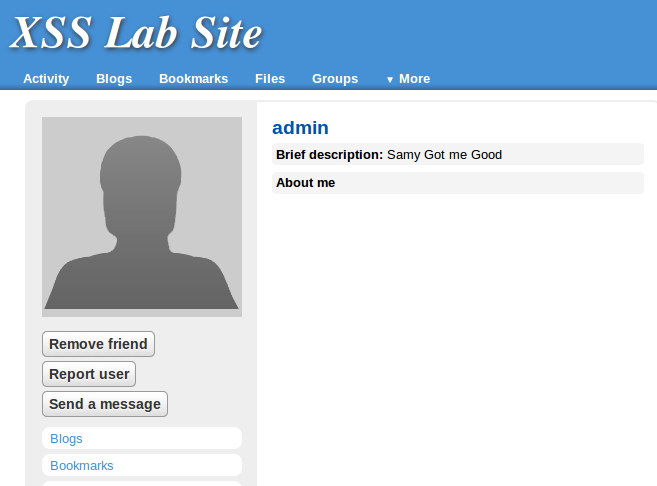 XSS Lab Site
Activity Blogs Bookmarks Files Groups ▼ More
admin
Brief description: Samy Got me Good
About me
Remove friend
Report user
Send a message
Blogs
Bookmarks